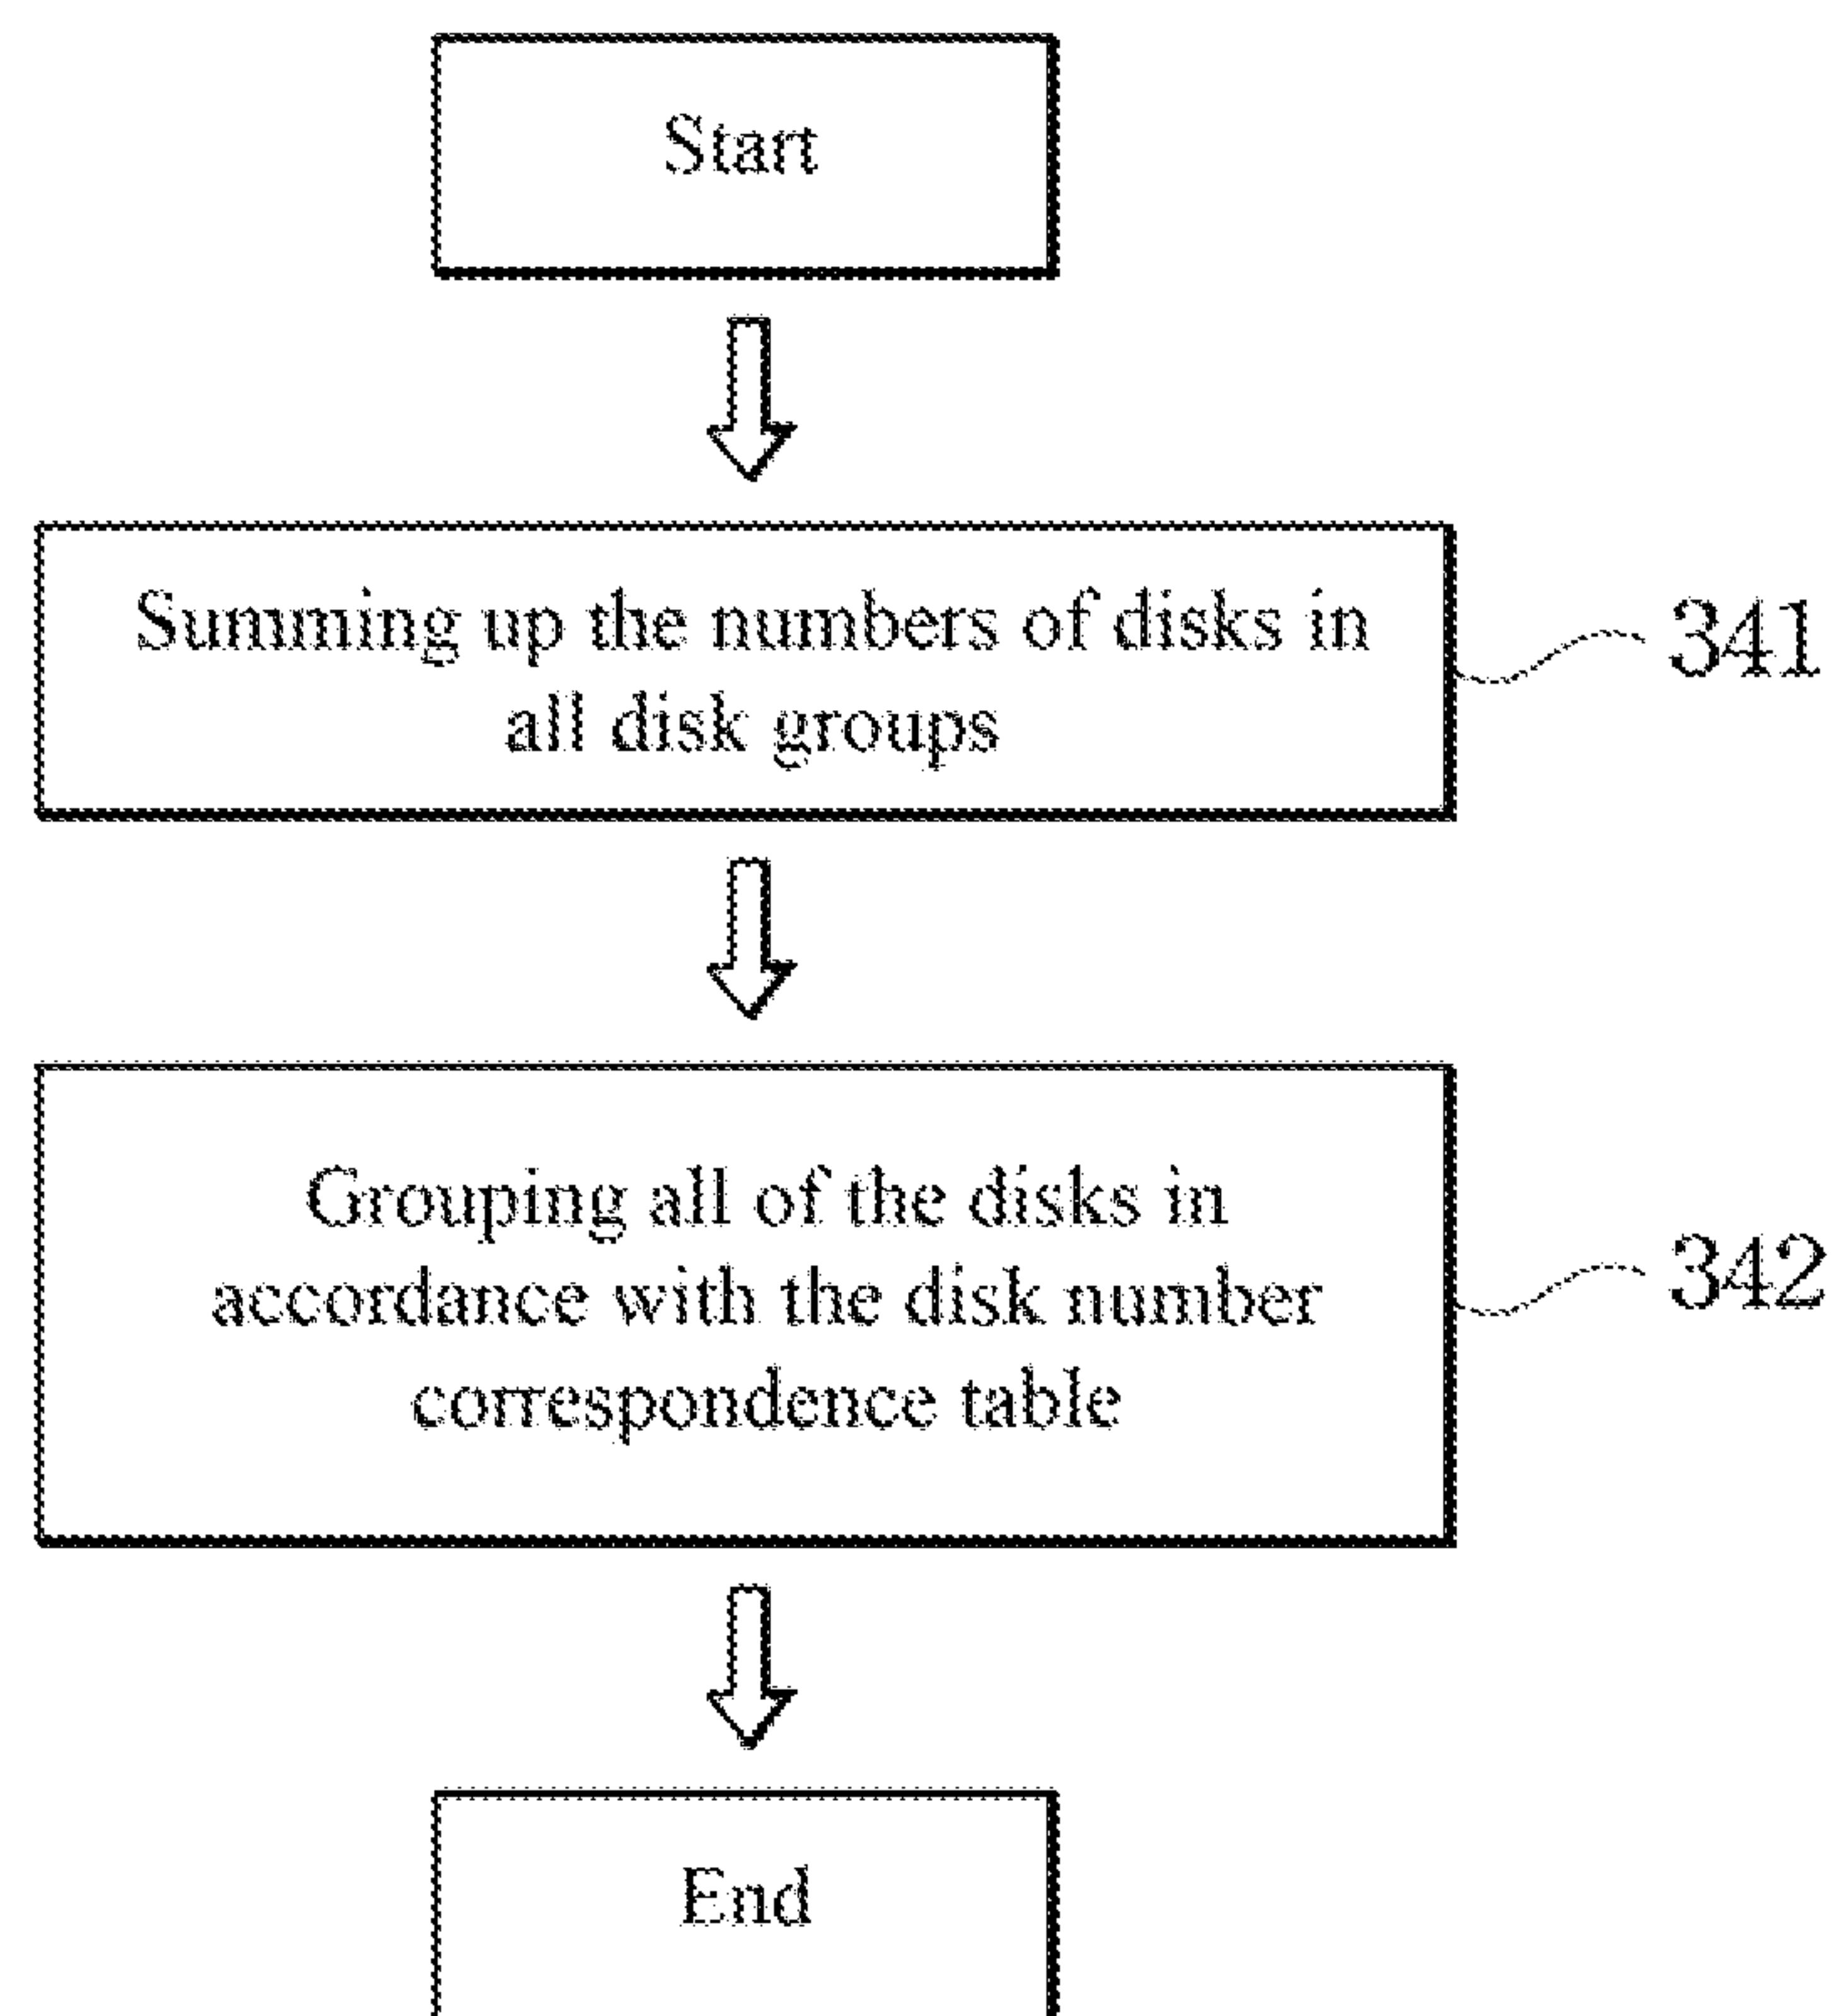 Start
Summing up the numbers of disks in
all disk groups
341
Grouping all of the disks in
accordance with the disk number
correspondence table
342
End